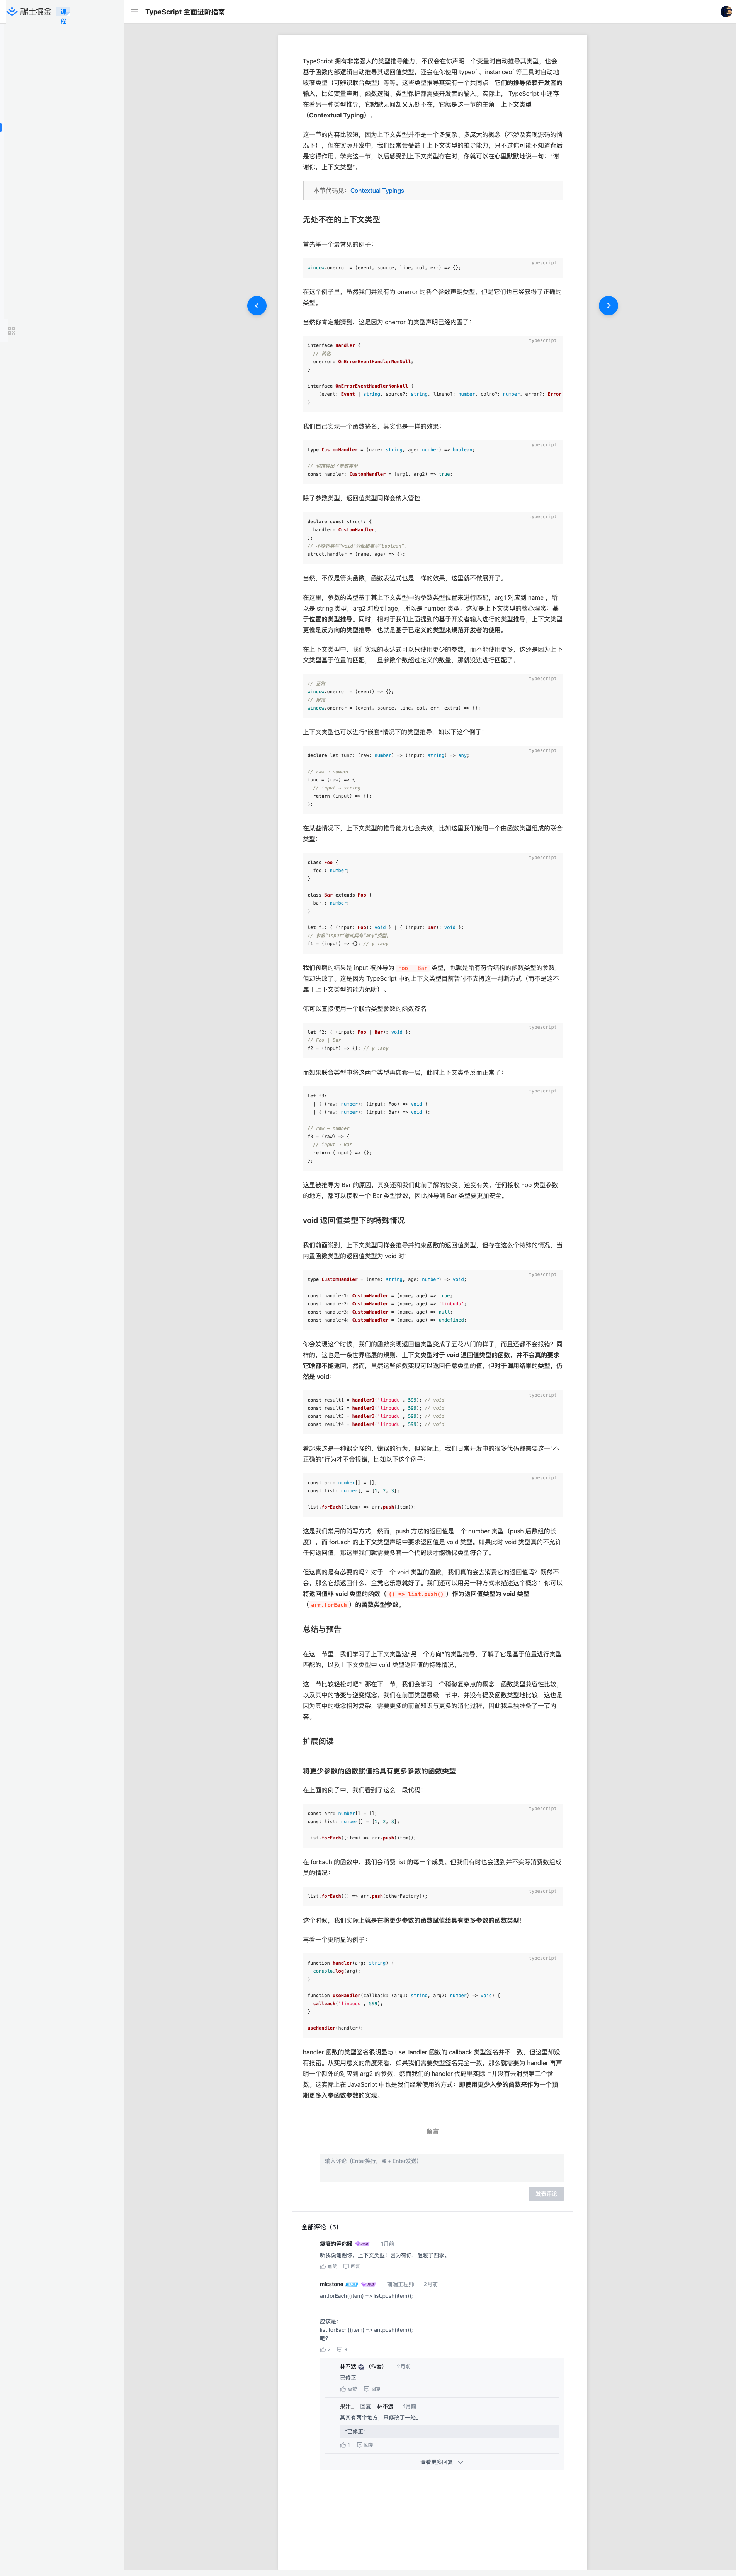 稀土掘金
课程
TypeScript 全面进阶指南
TypeScript 拥有非常强大的类型推导能力，不仅会在你声明一个变量时自动推导其类型，也会
基于函数内部逻辑自动推导其返回值类型，还会在你使用 typeof 、instanceof 等工具时自动地
收窄类型（可辨识联合类型）等等。这些类型推导其实有一个共同点：它们的推导依赖开发者的
输入，比如变量声明、函数逻辑、类型保护都需要开发者的输入。实际上， TypeScript 中还存
在着另一种类型推导，它默默无闻却又无处不在，它就是这一节的主角：上下文类型
（Contextual Typing）。
这一节的内容比较短，因为上下文类型并不是一个多复杂、多庞大的概念（不涉及实现源码的情
况下），但在实际开发中，我们经常会受益于上下文类型的推导能力，只不过你可能不知道背后
是它得作用。学完这一节，以后感受到上下文类型存在时，你就可以在心里默默地说一句：“谢
谢你，上下文类型”。
本节代码见：Contextual Typings
无处不在的上下文类型
首先举一个最常见的例子：
typescript
window.onerror = (event, source, line, col, err) => {};
在这个例子里，虽然我们并没有为 onerror 的各个参数声明类型，但是它们也已经获得了正确的
类型。
当然你肯定能猜到，这是因为 onerror 的类型声明已经内置了：
typescript
interface Handler {
// 简化
onerror: OnErrorEventHandlerNonNull;
}
interface OnErrorEventHandlerNonNull {
(event: Event | string, source?: string, lineno?: number, colno?: number, error?: Error
}
我们自己实现一个函数签名，其实也是一样的效果：
typescript
type CustomHandler = (name: string, age: number) => boolean;
// 也推导出了参数类型
const handler: CustomHandler = (arg1, arg2) => true;
除了参数类型，返回值类型同样会纳入管控：
typescript
declare const struct: {
handler: CustomHandler;
};
// 不能将类型“void”分配给类型“boolean”。
struct.handler = (name, age) => {};
当然，不仅是箭头函数，函数表达式也是一样的效果，这里就不做展开了。
在这里，参数的类型基于其上下文类型中的参数类型位置来进行匹配，arg1 对应到 name ，所
以是 string 类型，arg2 对应到 age，所以是 number 类型。这就是上下文类型的核心理念：基
于位置的类型推导。同时，相对于我们上面提到的基于开发者输入进行的类型推导，上下文类型
更像是反方向的类型推导，也就是基于已定义的类型来规范开发者的使用。
在上下文类型中，我们实现的表达式可以只使用更少的参数，而不能使用更多，这还是因为上下
文类型基于位置的匹配，一旦参数个数超过定义的数量，那就没法进行匹配了。
typescript
// 正常
window.onerror = (event) => {};
// 报错
window.onerror = (event, source, line, col, err, extra) => {};
上下文类型也可以进行”嵌套“情况下的类型推导，如以下这个例子：
typescript
declare let func: (raw: number) => (input: string) => any;
// raw → number
func = (raw) => {
// input → string
return (input) => {};
};
在某些情况下，上下文类型的推导能力也会失效，比如这里我们使用一个由函数类型组成的联合
类型：
typescript
class Foo {
foo!: number;
}
class Bar extends Foo {
bar!: number;
}
let f1: { (input: Foo): void } | { (input: Bar): void };
// 参数“input”隐式具有“any”类型。
f1 = (input) => {}; // y :any
我们预期的结果是 input 被推导为 Foo | Bar 类型，也就是所有符合结构的函数类型的参数，
但却失败了。这是因为 TypeScript 中的上下文类型目前暂时不支持这一判断方式（而不是这不
属于上下文类型的能力范畴）。
你可以直接使用一个联合类型参数的函数签名：
typescript
let f2: { (input: Foo | Bar): void };
// Foo | Bar
f2 = (input) => {}; // y :any
而如果联合类型中将这两个类型再嵌套一层，此时上下文类型反而正常了：
typescript
let f3:
| { (raw: number): (input: Foo) => void }
| { (raw: number): (input: Bar) => void };
// raw → number
f3 = (raw) => {
// input → Bar
return (input) => {};
};
这里被推导为 Bar 的原因，其实还和我们此前了解的协变、逆变有关。任何接收 Foo 类型参数
的地方，都可以接收一个 Bar 类型参数，因此推导到 Bar 类型要更加安全。
void 返回值类型下的特殊情况
我们前面说到，上下文类型同样会推导并约束函数的返回值类型，但存在这么个特殊的情况，当
内置函数类型的返回值类型为 void 时：
typescript
type CustomHandler = (name: string, age: number) => void;
const handler1: CustomHandler = (name, age) => true;
const handler2: CustomHandler = (name, age) => 'linbudu';
const handler3: CustomHandler = (name, age) => null;
const handler4: CustomHandler = (name, age) => undefined;
你会发现这个时候，我们的函数实现返回值类型变成了五花八门的样子，而且还都不会报错？同
样的，这也是一条世界底层的规则，上下文类型对于 void 返回值类型的函数，并不会真的要求
它啥都不能返回。然而，虽然这些函数实现可以返回任意类型的值，但对于调用结果的类型，仍
然是 void：
typescript
const result1 = handler1('linbudu', 599); // void
const result2 = handler2('linbudu', 599); // void
const result3 = handler3('linbudu', 599); // void
const result4 = handler4('linbudu', 599); // void
看起来这是一种很奇怪的、错误的行为，但实际上，我们日常开发中的很多代码都需要这一“不
正确的”行为才不会报错，比如以下这个例子：
typescript
const arr: number[] = [];
const list: number[] = [1, 2, 3];
list.forEach((item) => arr.push(item));
这是我们常用的简写方式，然而，push 方法的返回值是一个 number 类型（push 后数组的长
度），而 forEach 的上下文类型声明中要求返回值是 void 类型。如果此时 void 类型真的不允许
任何返回值，那这里我们就需要多套一个代码块才能确保类型符合了。
但这真的是有必要的吗？对于一个 void 类型的函数，我们真的会去消费它的返回值吗？既然不
会，那么它想返回什么，全凭它乐意就好了。我们还可以用另一种方式来描述这个概念：你可以
将返回值非 void 类型的函数（ () => list.push() ）作为返回值类型为 void 类型
（ arr.forEach ）的函数类型参数。
总结与预告
在这一节里，我们学习了上下文类型这“另一个方向”的类型推导，了解了它是基于位置进行类型
匹配的，以及上下文类型中 void 类型返回值的特殊情况。
这一节比较轻松对吧？那在下一节，我们会学习一个稍微复杂点的概念：函数类型兼容性比较，
以及其中的协变与逆变概念。我们在前面类型层级一节中，并没有提及函数类型地比较，这也是
因为其中的概念相对复杂，需要更多的前置知识与更多的消化过程，因此我单独准备了一节内
容。
扩展阅读
将更少参数的函数赋值给具有更多参数的函数类型
在上面的例子中，我们看到了这么一段代码：
typescript
const arr: number[] = [];
const list: number[] = [1, 2, 3];
list.forEach((item) => arr.push(item));
在 forEach 的函数中，我们会消费 list 的每一个成员。但我们有时也会遇到并不实际消费数组成
员的情况：
typescript
list.forEach(() => arr.push(otherFactory));
这个时候，我们实际上就是在将更少参数的函数赋值给具有更多参数的函数类型！
再看一个更明显的例子：
typescript
function handler(arg: string) {
console.log(arg);
}
function useHandler(callback: (arg1: string, arg2: number) => void) {
callback('linbudu', 599);
}
useHandler(handler);
handler 函数的类型签名很明显与 useHandler 函数的 callback 类型签名并不一致，但这里却没
有报错。从实用意义的角度来看，如果我们需要类型签名完全一致，那么就需要为 handler 再声
明一个额外的对应到 arg2 的参数，然而我们的 handler 代码里实际上并没有去消费第二个参
数。这实际上在 JavaScript 中也是我们经常使用的方式：即使用更少入参的函数来作为一个预
期更多入参函数参数的实现。
留言
输入评论（Enter换行，⌘ + Enter发送）
发表评论
全部评论（5）
1月前
听我说谢谢你，上下文类型！因为有你，温暖了四季。
点赞
回复
micstone
前端工程师
2月前
arr.forEach((item) => list.push(item));
应该是：
list.forEach((item) => arr.push(item));
吧？
2
3
林不渡
（作者）
2月前
已修正
点赞
回复
果汁_ 回复 林不渡 1月前
其实有两个地方，只修改了一处。
“已修正”
1
回复
查看更多回复